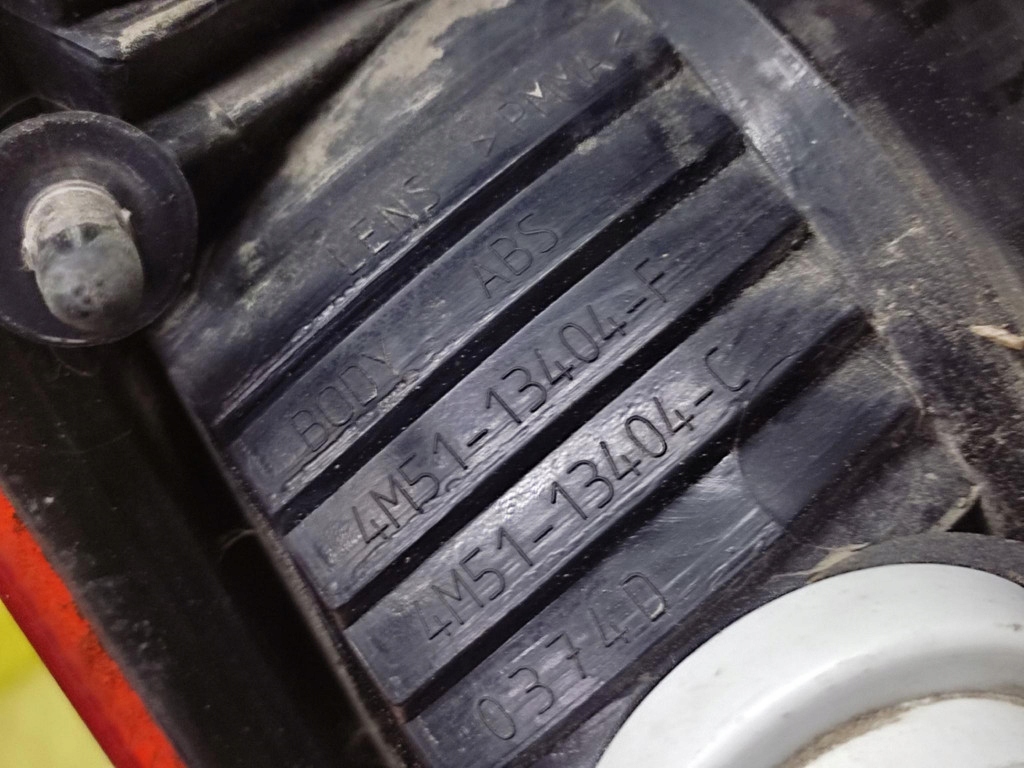 LENS >PMMA<
BODY ABS
4M51-13404-F
4M51-13404-C
0374D